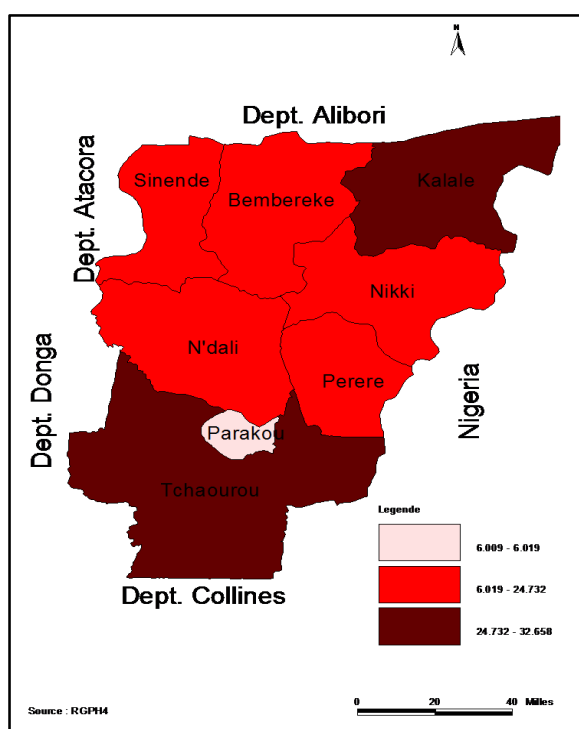 N
Dept. Alibori
Dept. Atacora
Sinende
Bembereke
Kalale
Nikki
N'dali
Perere
Dept. Donga
Nigeria
Parakou
Tchaourou
Dept. Collines
Legende
6.009 - 6.019
6.019 - 24.732
24.732 - 32.658
Source : RGPH4
0 20 40 Miles